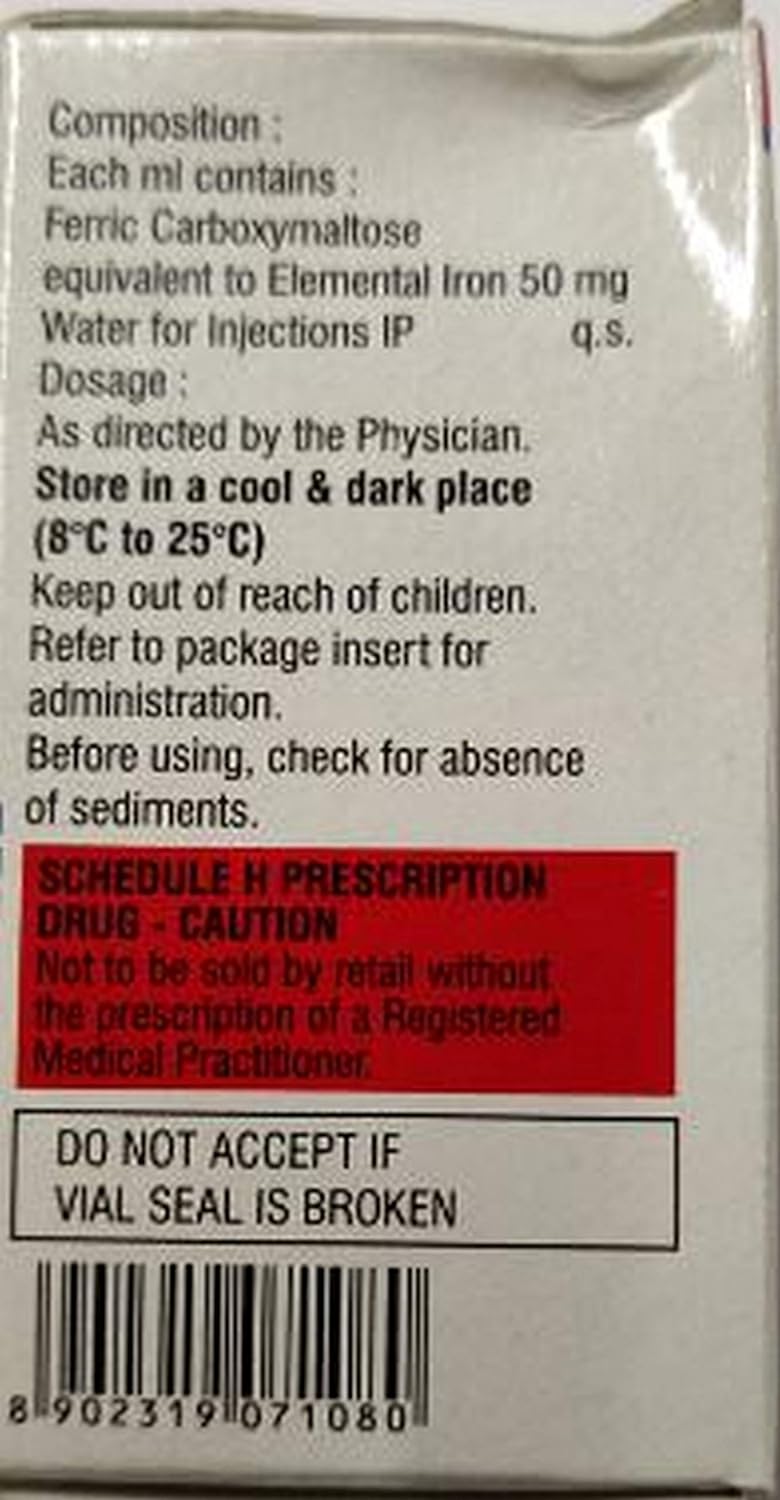 Composition :
Each ml contains :
Ferric Carboxymaltose
equivalent to Elemental Iron 50 mg
Water for Injections IP q.s.
Dosage :
As directed by the Physician.
Store in a cool & dark place
(8°C to 25°C)
Keep out of reach of children.
Refer to package insert for
administration.
Before using, check for absence
of sediments.
SCHEDULE H PRESCRIPTION
DRUG - CAUTION
Not to be sold by retail without
the prescription of a Registered
Medical Practitioner.
DO NOT ACCEPT IF
VIAL SEAL IS BROKEN
8 902319 071080